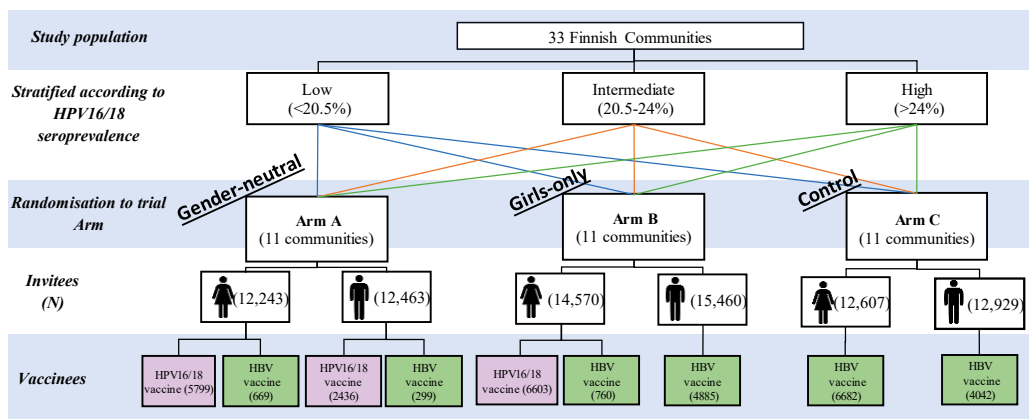 Study population
33 Finnish Communities
Stratified according to
HPV16/18
seroprevalence
Low
(<20.5%)
Intermediate
(20.5-24%)
High
(>24%)
Randomisation to trial
Arm
Gender-neutral
Arm A
(11 communities)
Girls-only
Arm B
(11 communities)
Control
Arm C
(11 communities)
Invitees
(N)
(12,243)
(12,463)
(14,570)
(15,460)
(12,607)
(12,929)
Vaccinees
HPV16/18
vaccine (5799)
HBV
vaccine
(669)
HPV16/18
vaccine
(2436)
HBV
vaccine
(299)
HPV16/18
vaccine (6603)
HBV
vaccine
(760)
HBV
vaccine
(4885)
HBV
vaccine
(6682)
HBV
vaccine
(4042)